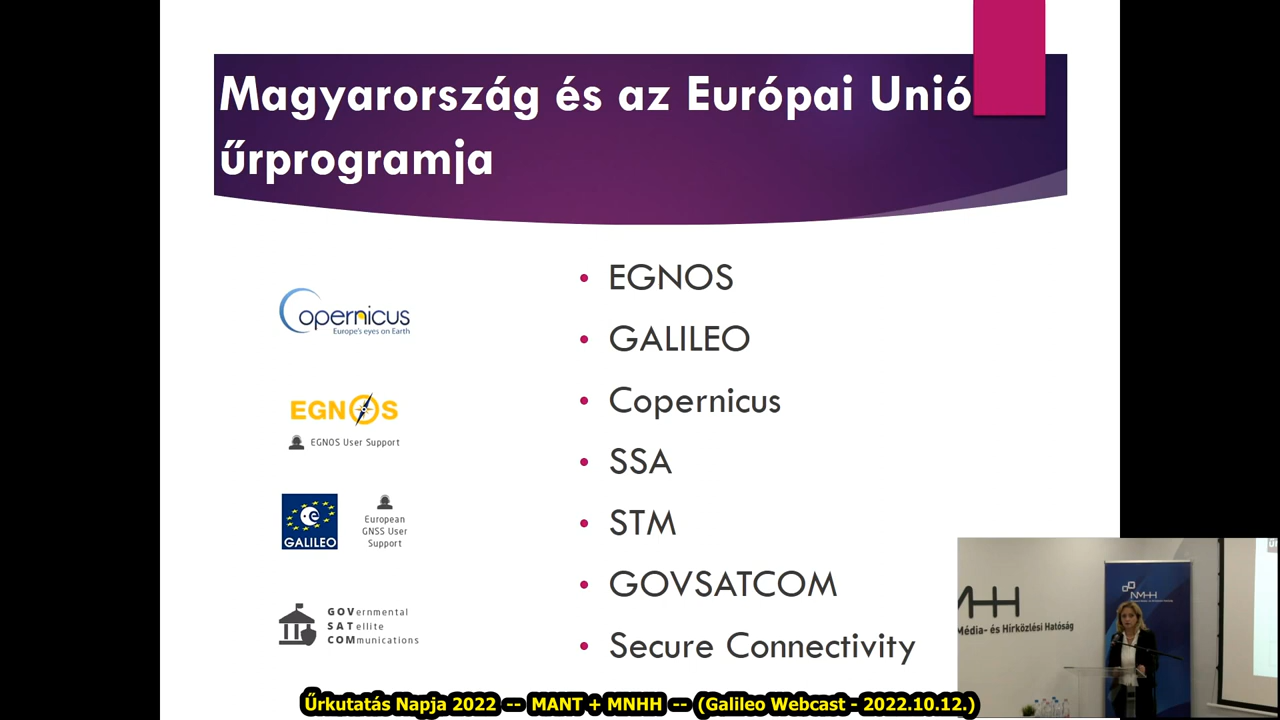 Magyarország és az Európai Unió
űrprogramja
opernicus
Europe's eyes on Earth
EGNOS
EGNOS User Support
GALILEO
European
GNSS User
Support
GOVernmental
SATellite
COMmunications
• EGNOS
• GALILEO
• Copernicus
• SSA
• STM
• GOVSATCOM
• Secure Connectivity
Média- és Hírközlési Hatóság
NMHH
Űrkutatás Napja 2022 -- MANT + MNHH -- (Galileo Webcast - 2022.10.12.)